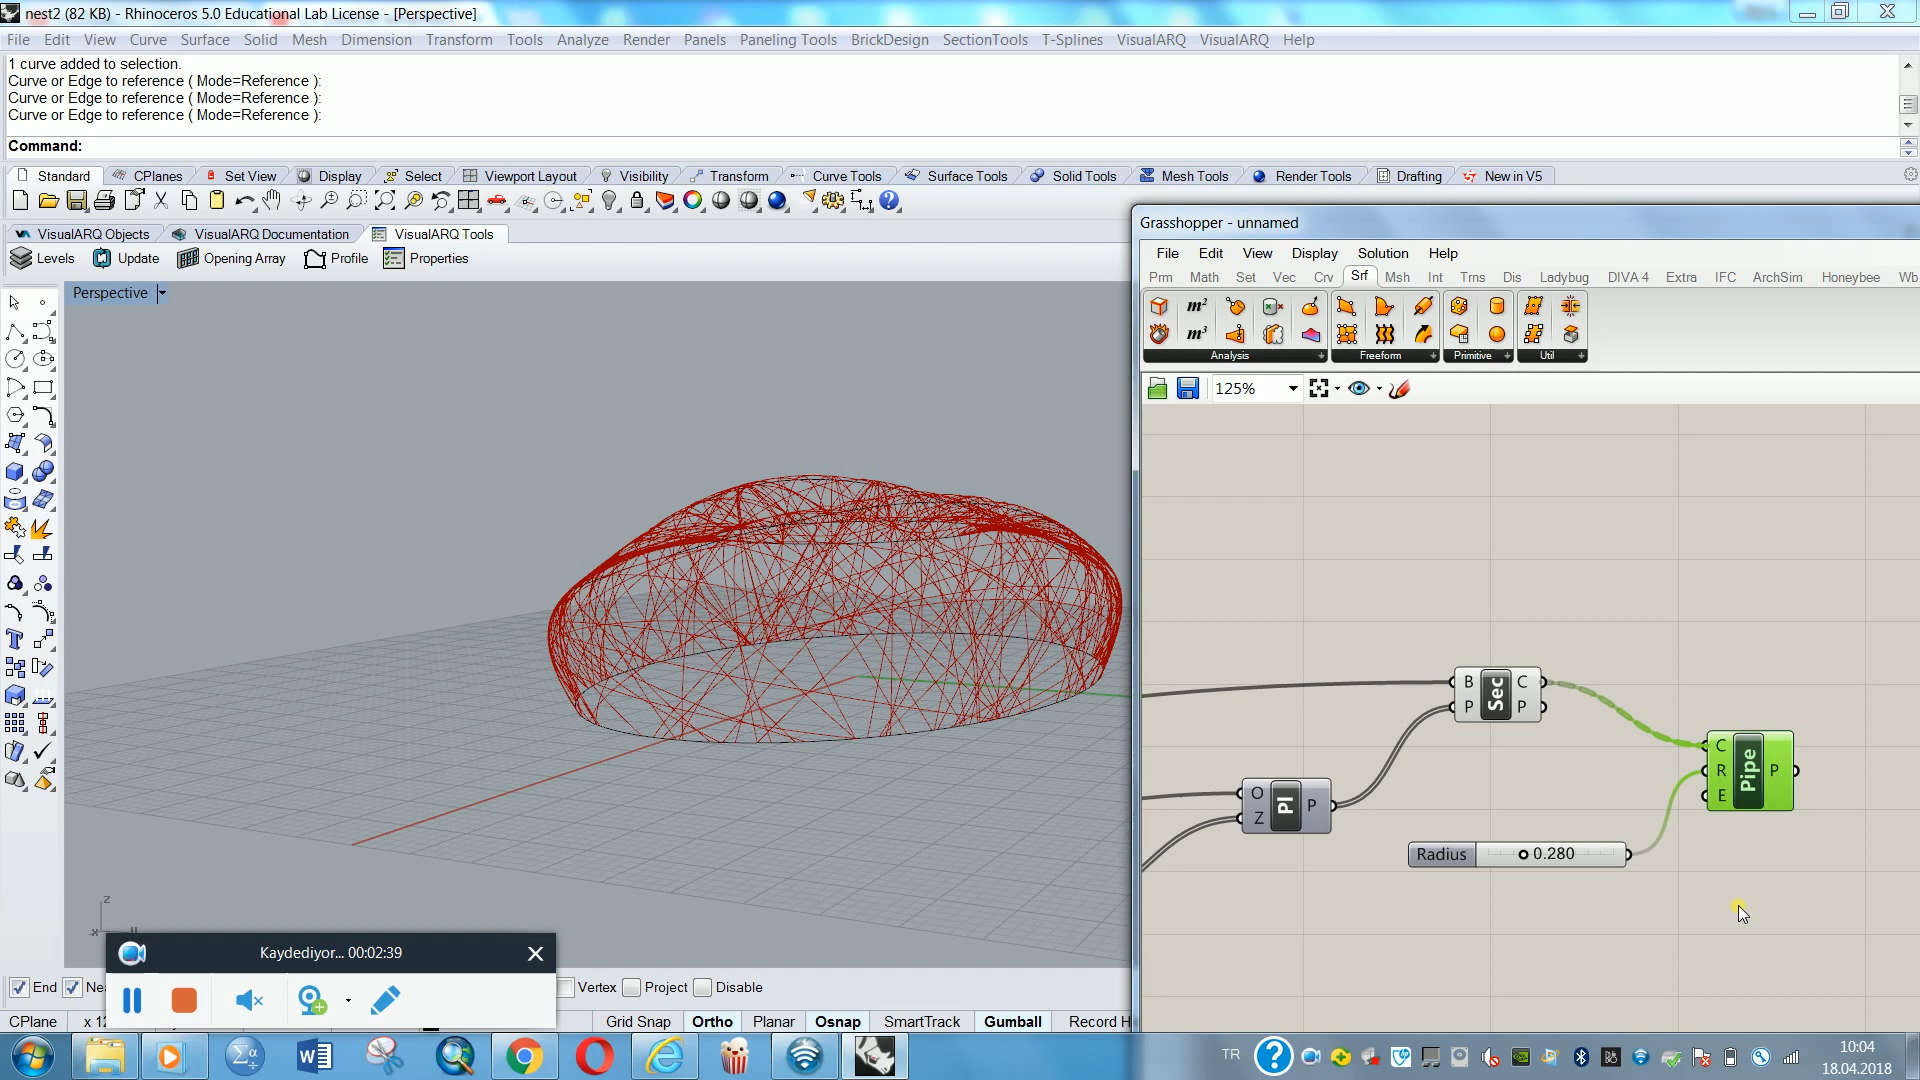 nest2 (82 KB) - Rhinoceros 5.0 Educational Lab License - [Perspective]
File Edit View Curve Surface Solid Mesh Dimension Transform Tools Analyze Render Panels Paneling Tools BrickDesign SectionTools T-Splines VisualARQ VisualARQ Help
1 curve added to selection.
Curve or Edge to reference ( Mode=Reference ):
Curve or Edge to reference ( Mode=Reference ):
Curve or Edge to reference ( Mode=Reference ):
Command:
Standard CPlanes Set View Display Select Viewport Layout Visibility Transform Curve Tools Surface Tools Solid Tools Mesh Tools Render Tools Drafting New in V5
VisualARQ Objects VisualARQ Documentation VisualARQ Tools
Levels Update Opening Array Profile Properties
Perspective
Grasshopper - unnamed
File Edit View Display Solution Help
Prm Math Set Vec Crv Srf Msh Int Trns Dis Ladybug DIVA 4 Extra IFC ArchSim Honeybee Wb
m² m³
Analysis Freeform Primitive Util
125%
B P Sec C P
O Z Pl P
C R E Pipe P
Radius 0.280
z
x
Kaydediyor... 00:02:39
End Ne Vertex Project Disable
CPlane x 12 Grid Snap Ortho Planar Osnap SmartTrack Gumball Record H
TR
10:04
18.04.2018